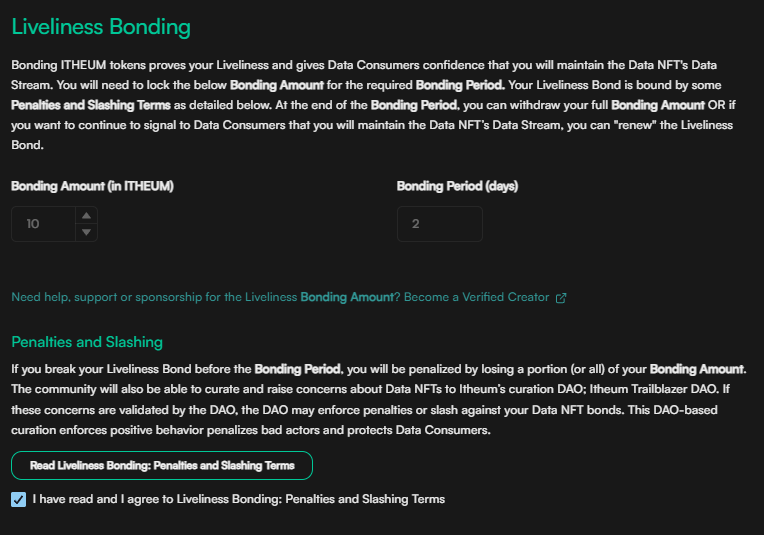 Liveliness Bonding
Bonding ITHEUM tokens proves your Liveliness and gives Data Consumers confidence that you will maintain the Data NFT's Data
Stream. You will need to lock the below Bonding Amount for the required Bonding Period. Your Liveliness Bond is bound by some
Penalties and Slashing Terms as detailed below. At the end of the Bonding Period, you can withdraw your full Bonding Amount OR if
you want to continue to signal to Data Consumers that you will maintain the Data NFT's Data Stream, you can "renew" the Liveliness
Bond.
Bonding Amount (in ITHEUM)
Bonding Period (days)
10
2
Need help, support or sponsorship for the Liveliness Bonding Amount? Become a Verified Creator
Penalties and Slashing
If you break your Liveliness Bond before the Bonding Period, you will be penalized by losing a portion (or all) of your Bonding Amount.
The community will also be able to curate and raise concerns about Data NFTs to Itheum's curation DAO; Itheum Trailblazer DAO. If
these concerns are validated by the DAO, the DAO may enforce penalties or slash against your Data NFT bonds. This DAO-based
curation enforces positive behavior penalizes bad actors and protects Data Consumers.
Read Liveliness Bonding: Penalties and Slashing Terms
I have read and I agree to Liveliness Bonding: Penalties and Slashing Terms